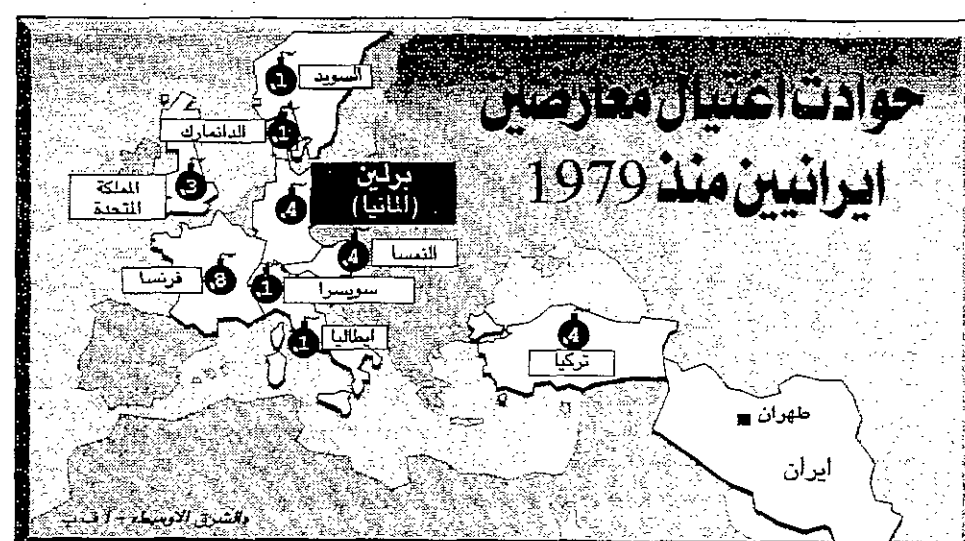 حوادث اغتيال معارضين
ايرانيين منذ 1979
السويد
1
الدانمارك
1
المملكة
المتحدة
3
برلين
(المانيا)
4
النمسا
4
فرنسا
8
سويسرا
1
ايطاليا
1
تركيا
4
طهران
ايران
«الشرق الاوسط» - ا ف ب